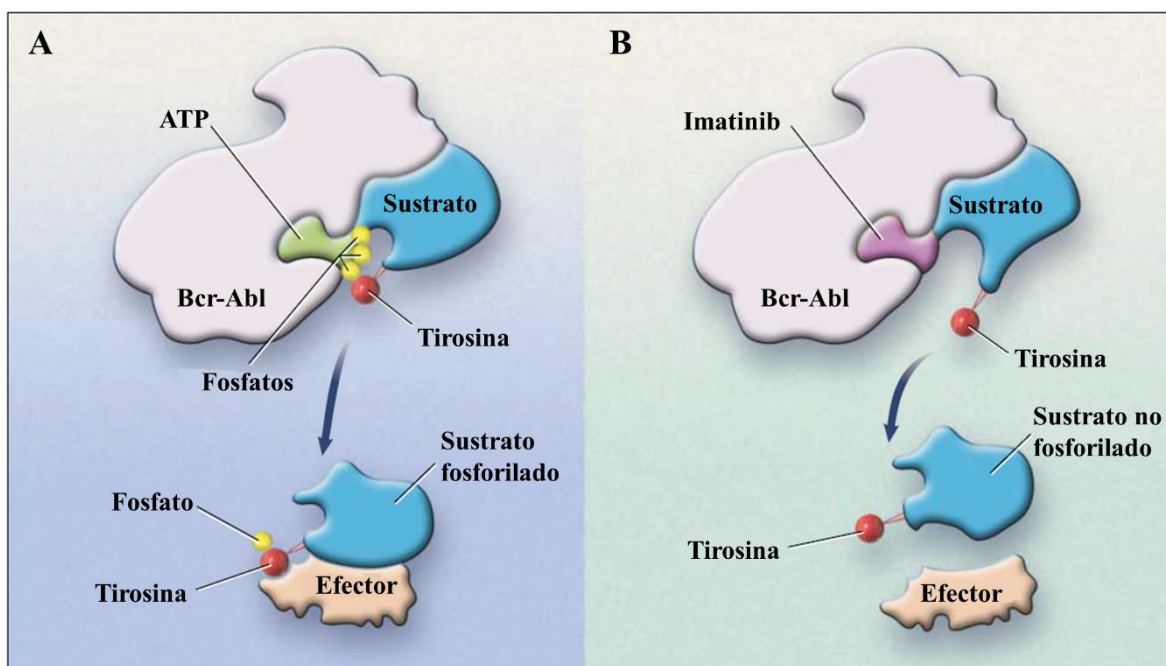 A
ATP
Sustrato
Bcr-Abl
Tirosina
Fosfatos
Sustrato
fosforilado
Fosfato
Tirosina
Efector
B
Imatinib
Sustrato
Bcr-Abl
Tirosina
Sustrato no
fosforilado
Tirosina
Efector